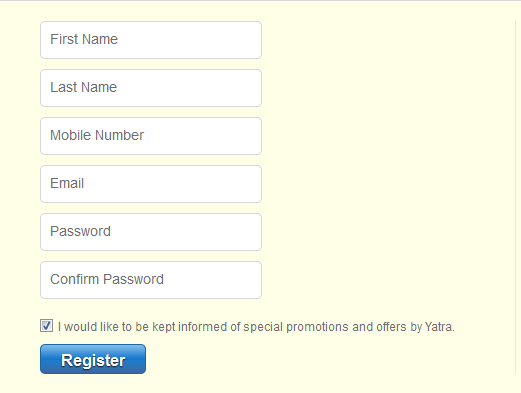 First Name
Last Name
Mobile Number
Email
Password
Confirm Password
I would like to be kept informed of special promotions and offers by Yatra.
Register